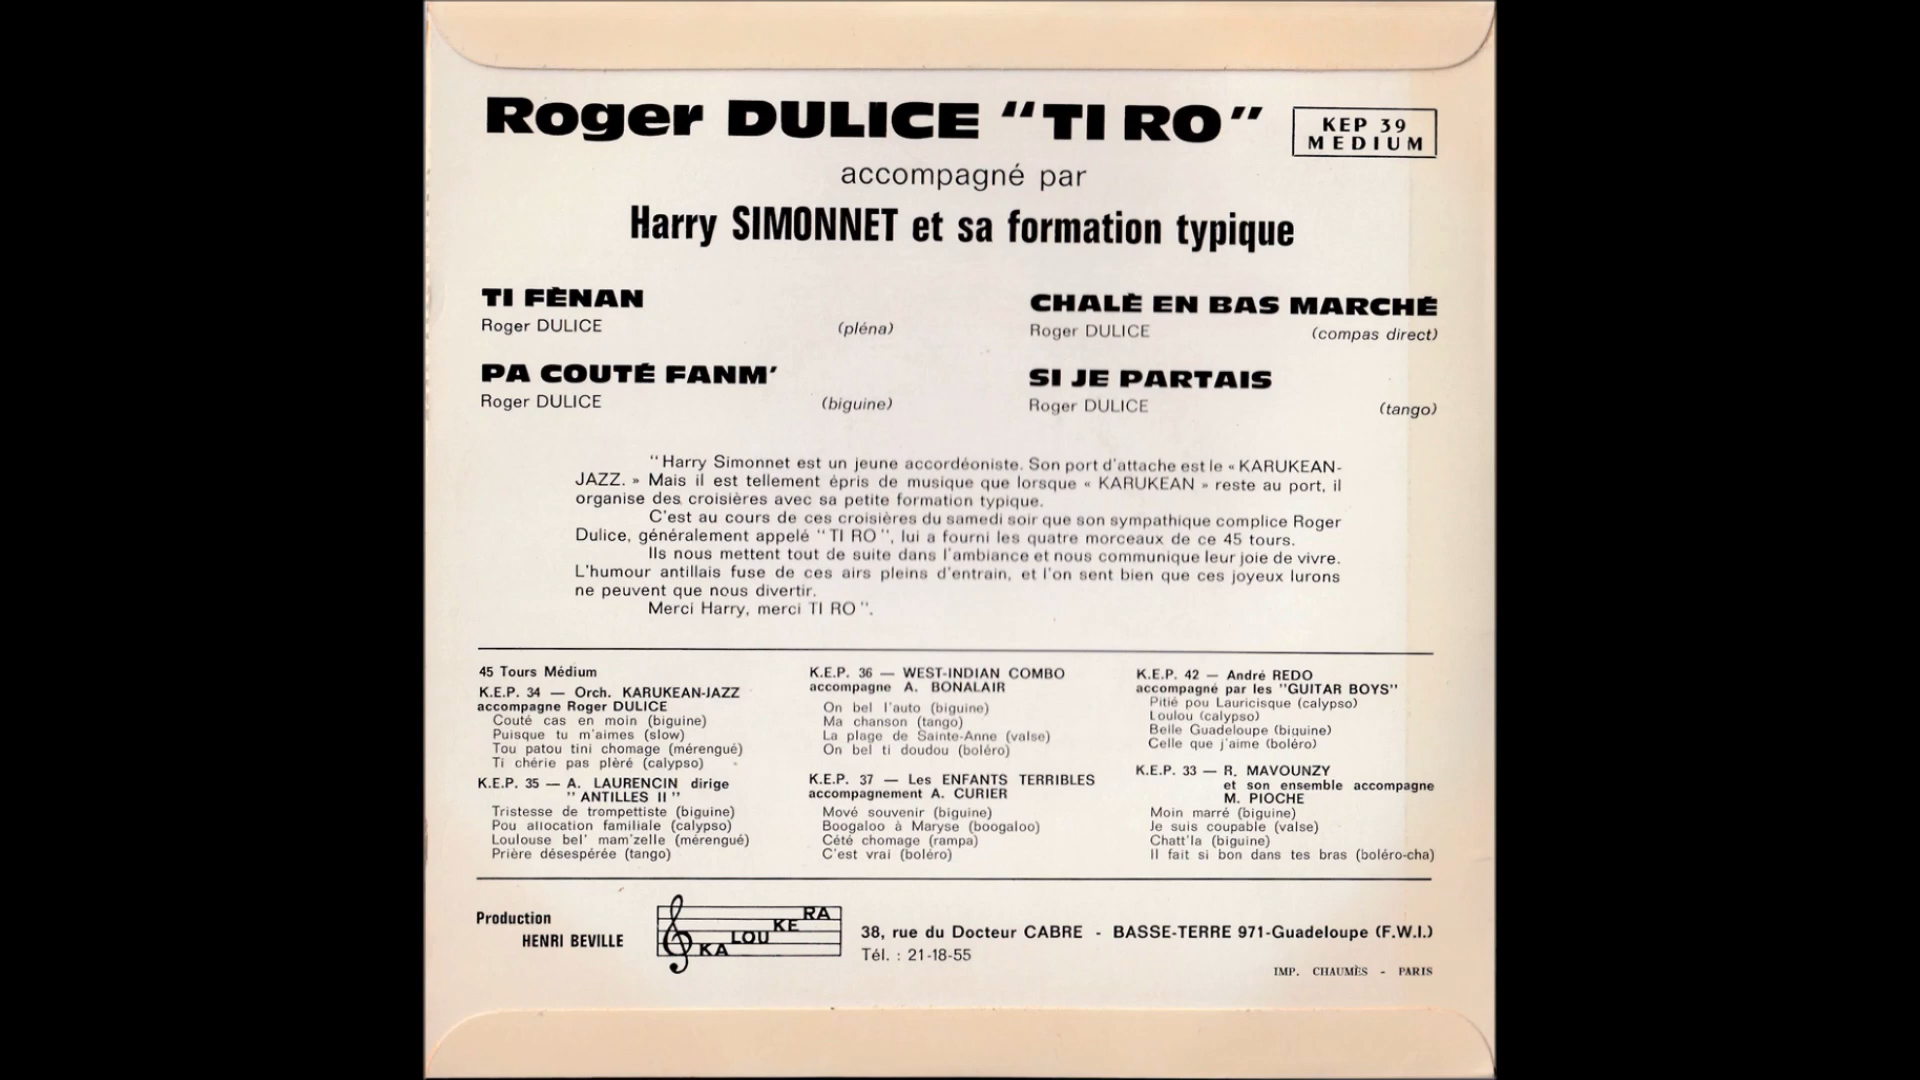 Roger DULICE “TI RO”
KEP 39
MEDIUM
accompagné par
Harry SIMONNET et sa formation typique
TI FÈNAN
Roger DULICE (pléna)
PA COUTÉ FANM’
Roger DULICE (biguine)
CHALÈ EN BAS MARCHÉ
Roger DULICE (compas direct)
SI JE PARTAIS
Roger DULICE (tango)
“Harry Simonnet est un jeune accordéoniste. Son port d’attache est le « KARUKEAN-
JAZZ. » Mais il est tellement épris de musique que lorsque « KARUKEAN » reste au port, il
organise des croisières avec sa petite formation typique.
C’est au cours de ces croisières du samedi soir que son sympathique complice Roger
Dulice, généralement appelé “TI RO”, lui a fourni les quatre morceaux de ce 45 tours.
Ils nous mettent tout de suite dans l’ambiance et nous communique leur joie de vivre.
L’humour antillais fuse de ces airs pleins d’entrain, et l’on sent bien que ces joyeux lurons
ne peuvent que nous divertir.
Merci Harry, merci TI RO”.
45 Tours Médium
K.E.P. 34 — Orch. KARUKEAN-JAZZ
accompagne Roger DULICE
Couté cas en moin (biguine)
Puisque tu m’aimes (slow)
Tou patou tini chomage (mérengué)
Ti chérie pas plèré (calypso)
K.E.P. 35 — A. LAURENCIN dirige
” ANTILLES II ”
Tristesse de trompettiste (biguine)
Pou allocation familiale (calypso)
Loulouse bel’ mam’zelle (mérengué)
Prière désespérée (tango)
K.E.P. 36 — WEST-INDIAN COMBO
accompagne A. BONALAIR
On bel l’auto (biguine)
Ma chanson (tango)
La plage de Sainte-Anne (valse)
On bel ti doudou (boléro)
K.E.P. 37 — Les ENFANTS TERRIBLES
accompagnement A. CURIER
Mové souvenir (biguine)
Boogaloo à Maryse (boogaloo)
Cété chomage (rampa)
C’est vrai (boléro)
K.E.P. 42 — André REDO
accompagné par les ”GUITAR BOYS”
Pitié pou Lauricisque (calypso)
Loulou (calypso)
Belle Guadeloupe (biguine)
Celle que j’aime (boléro)
K.E.P. 33 — R. MAVOUNZY
et son ensemble accompagne
M. PIOCHE
Moin marré (biguine)
Je suis coupable (valse)
Chatt’la (biguine)
Il fait si bon dans tes bras (boléro-cha)
Production
HENRI BEVILLE
KA LOU KE RA
38, rue du Docteur CABRE - BASSE-TERRE 971-Guadeloupe (F.W.I.)
Tél. : 21-18-55
IMP. CHAUMÈS - PARIS